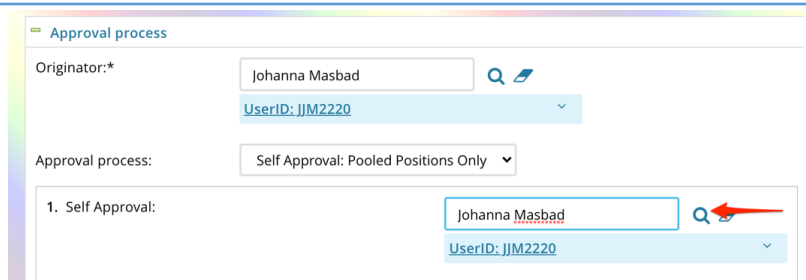 Approval process
Originator:*
Johanna Masbad
UserID: JJM2220
Approval process:
Self Approval: Pooled Positions Only
1. Self Approval:
Johanna Masbad
UserID: JJM2220